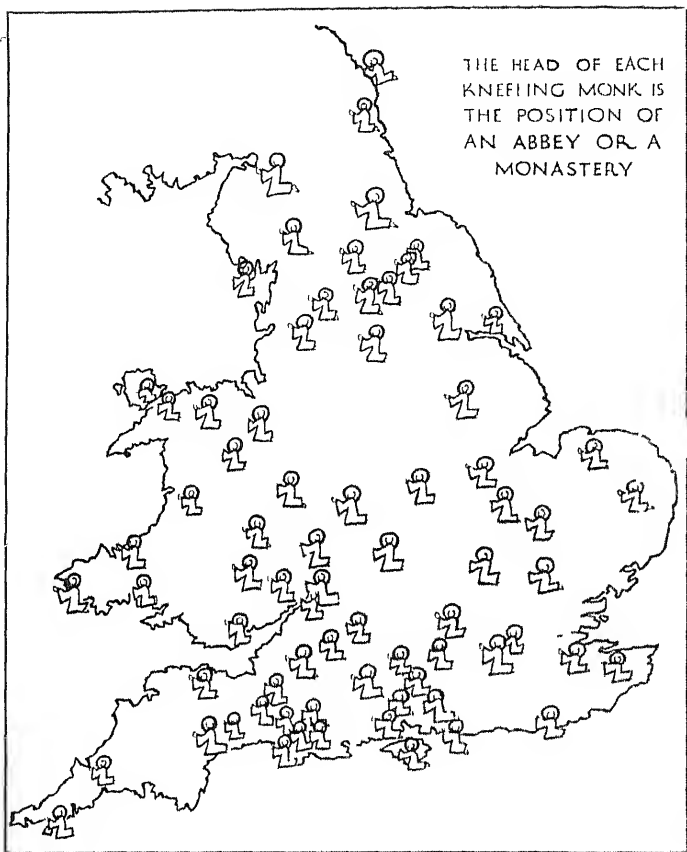 THE HEAD OF EACH
KNEELING MONK IS
THE POSITION OF
AN ABBEY OR A
MONASTERY